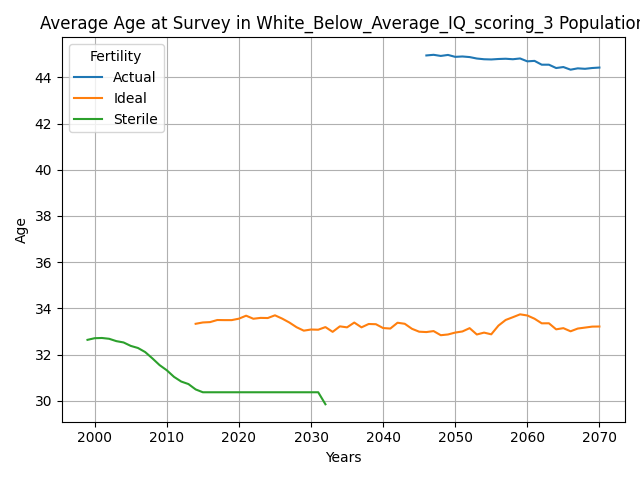 Average Age at Survey in White_Below_Average_IQ_scoring_3 Population
Fertility
Actual
Ideal
Sterile
44
42
40
38
36
34
32
30
Age
2000 2010 2020 2030 2040 2050 2060 2070
Years